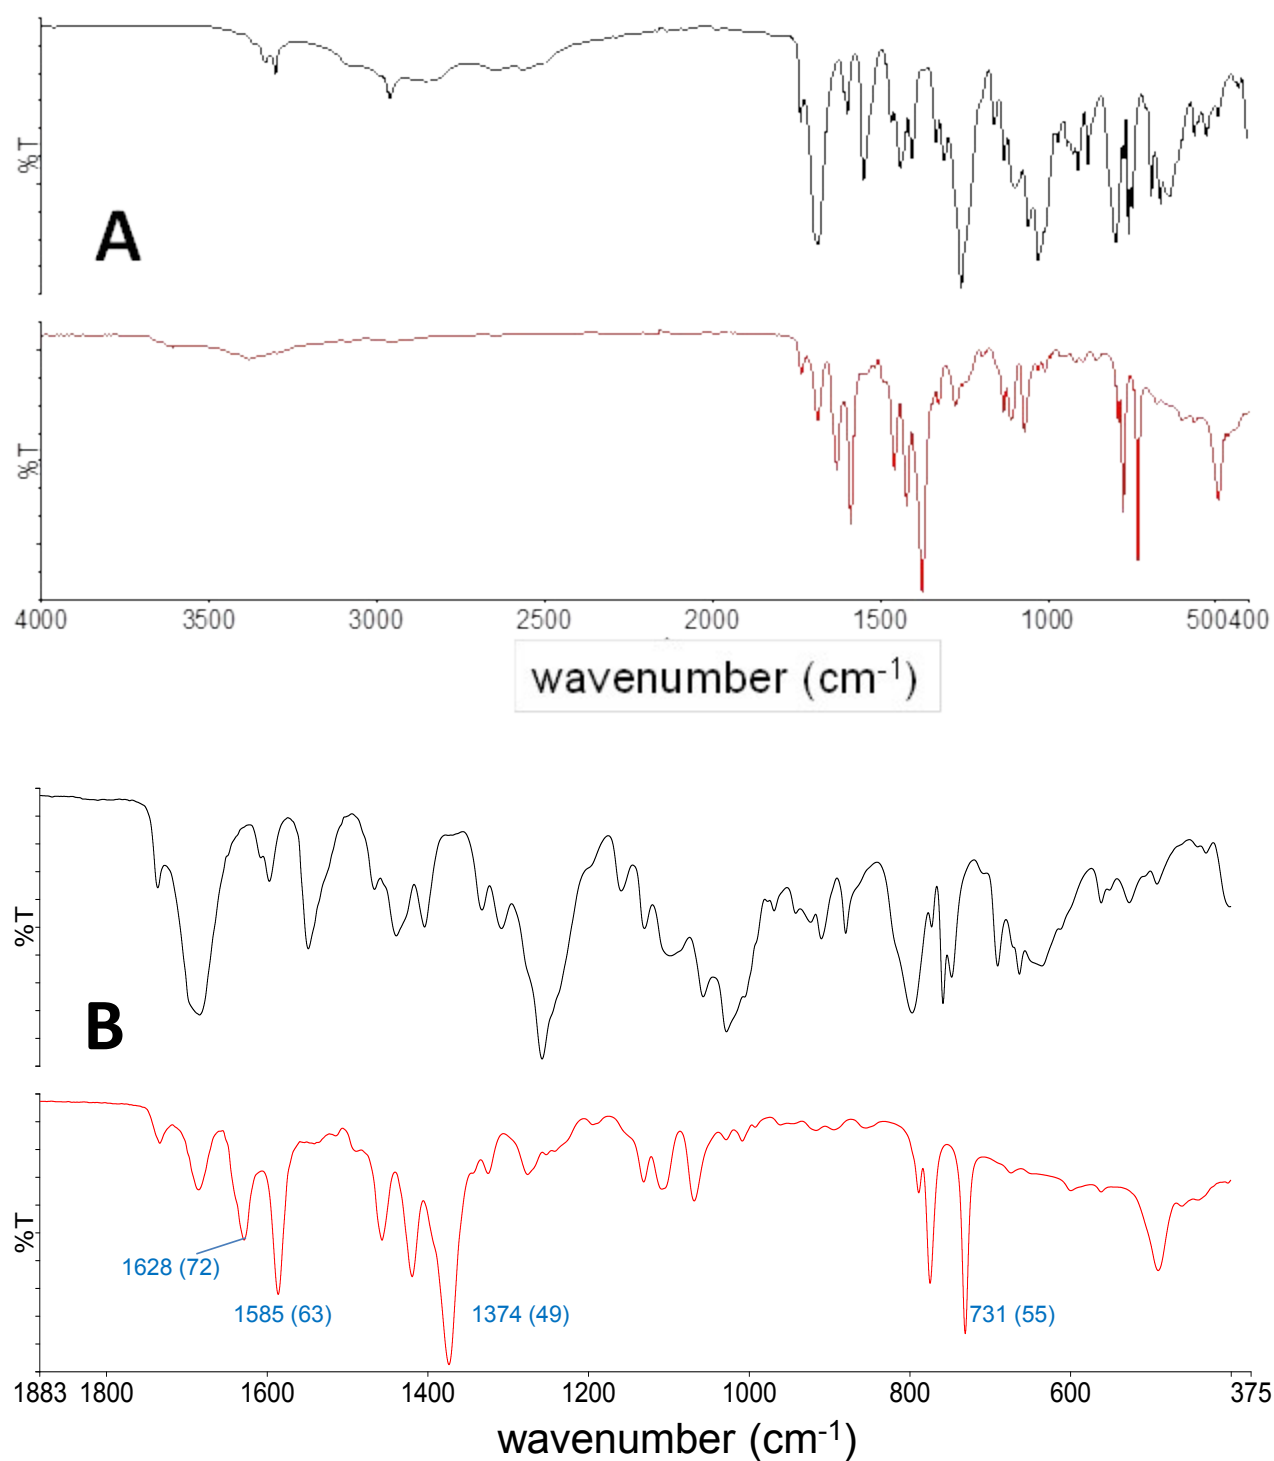 %T
A
%T
4000 3500 3000 2500 2000 1500 1000 500400
wavenumber (cm-1)
%T
B
%T
1628 (72)
1585 (63) 1374 (49) 731 (55)
1883 1800 1600 1400 1200 1000 800 600 375
wavenumber (cm-1)